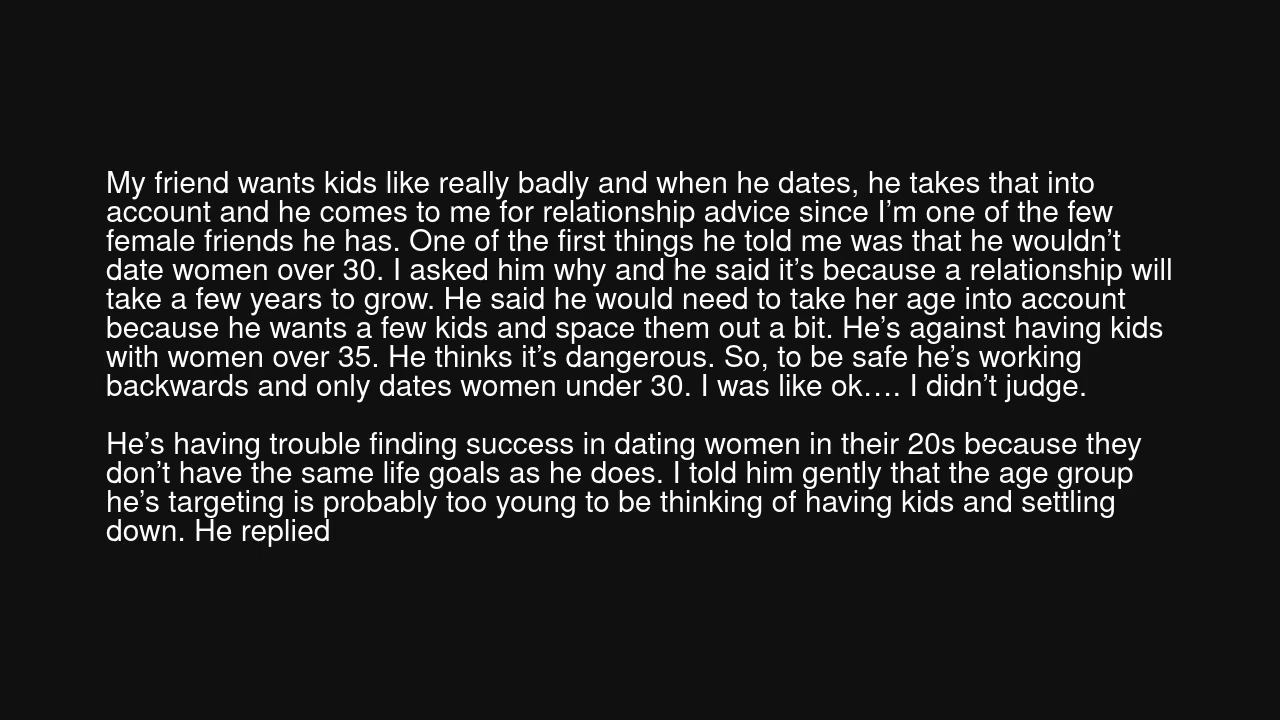 My friend wants kids like really badly and when he dates, he takes that into
account and he comes to me for relationship advice since I’m one of the few
female friends he has. One of the first things he told me was that he wouldn’t
date women over 30. I asked him why and he said it’s because a relationship will
take a few years to grow. He said he would need to take her age into account
because he wants a few kids and space them out a bit. He’s against having kids
with women over 35. He thinks it’s dangerous. So, to be safe he’s working
backwards and only dates women under 30. I was like ok…. I didn’t judge.
He’s having trouble finding success in dating women in their 20s because they
don’t have the same life goals as he does. I told him gently that the age group
he’s targeting is probably too young to be thinking of having kids and settling
down. He replied